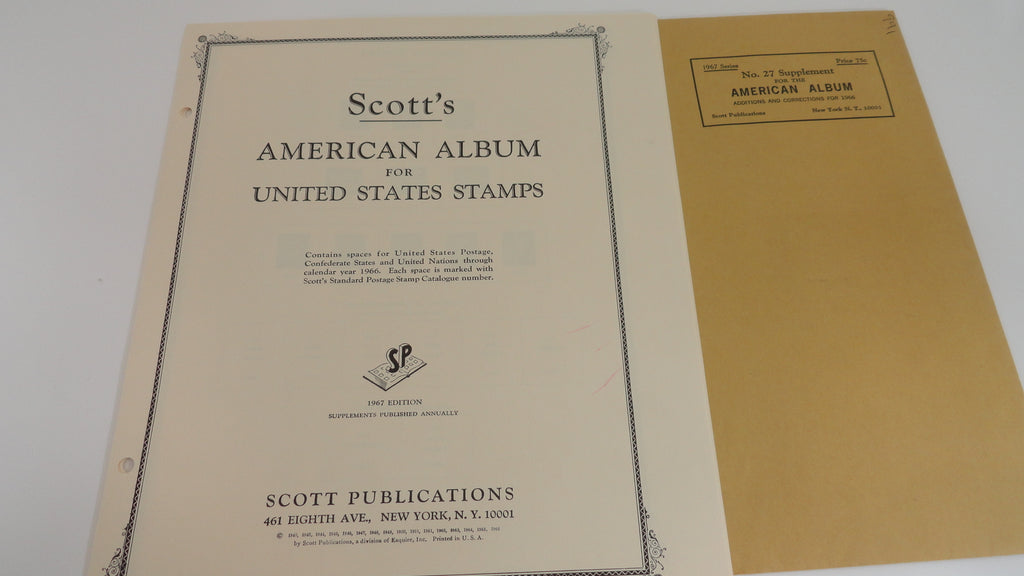 Scott's
AMERICAN ALBUM
FOR
UNITED STATES STAMPS
Contains spaces for United States Postage,
Confederate States and United Nations through
calendar year 1966. Each space is marked with
Scott's Standard Postage Stamp Catalogue number.
SP
1967 EDITION
SUPPLEMENTS PUBLISHED ANNUALLY
SCOTT PUBLICATIONS
461 EIGHTH AVE., NEW YORK, N. Y. 10001
©
by Scott Publications, a division of Esquire, Inc. Printed in U. S. A.
1967 Series Price 75c
No. 27 Supplement
FOR THE
AMERICAN ALBUM
ADDITIONS AND CORRECTIONS FOR 1966
Scott Publications New York N. Y., 10001